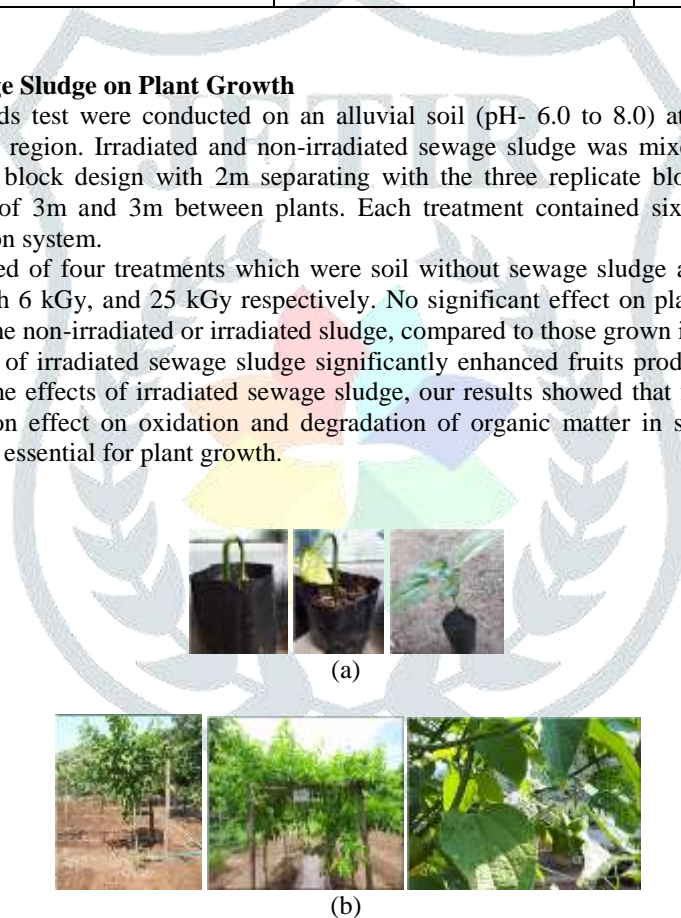 ge Sludge on Plant Growth
ds test were conducted on an alluvial soil (pH- 6.0 to 8.0) at
region. Irradiated and non-irradiated sewage sludge was mixe
block design with 2m separating with the three replicate blo
of 3m and 3m between plants. Each treatment contained six
on system.
ed of four treatments which were soil without sewage sludge a
h 6 kGy, and 25 kGy respectively. No significant effect on pla
he non-irradiated or irradiated sludge, compared to those grown i
of irradiated sewage sludge significantly enhanced fruits prod
he effects of irradiated sewage sludge, our results showed that
on effect on oxidation and degradation of organic matter in s
essential for plant growth.
JETIR
(a)
(b)